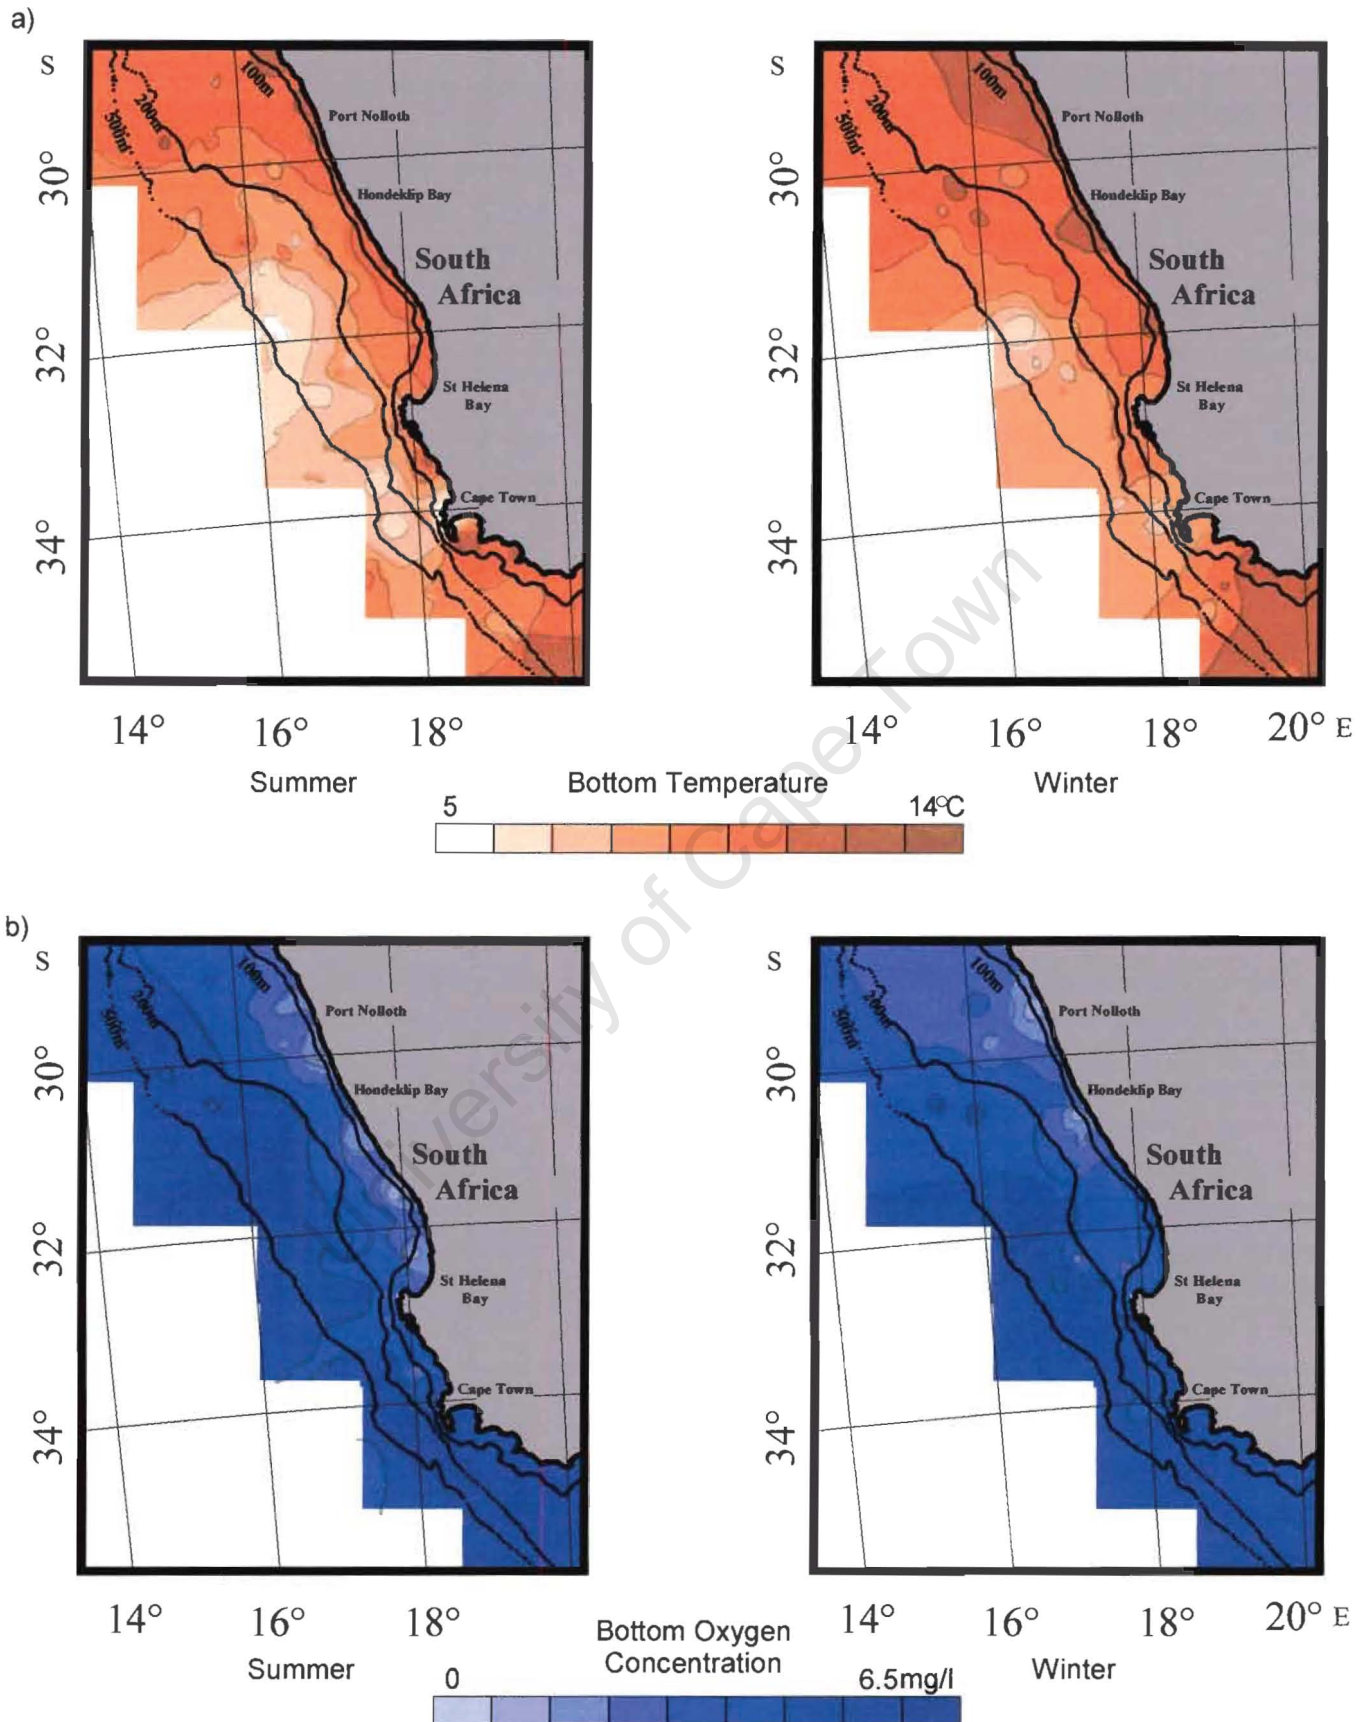 a)
S
100m
200m
500m
Port Nolloth
30°
Hondeklip Bay
South
Africa
32°
St Helena
Bay
Cape Town
34°
14° 16° 18°
Summer
S
100m
200m
500m
Port Nolloth
30°
Hondeklip Bay
South
Africa
32°
St Helena
Bay
Cape Town
34°
14° 16° 18° 20° E
Winter
Bottom Temperature
5 14°C
b)
S
100m
200m
500m
Port Nolloth
30°
Hondeklip Bay
South
Africa
32°
St Helena
Bay
Cape Town
34°
14° 16° 18°
Summer
S
100m
200m
500m
Port Nolloth
30°
Hondeklip Bay
South
Africa
32°
St Helena
Bay
Cape Town
34°
14° 16° 18° 20° E
Winter
Bottom Oxygen
Concentration
0 6.5mg/l
University of Cape Town